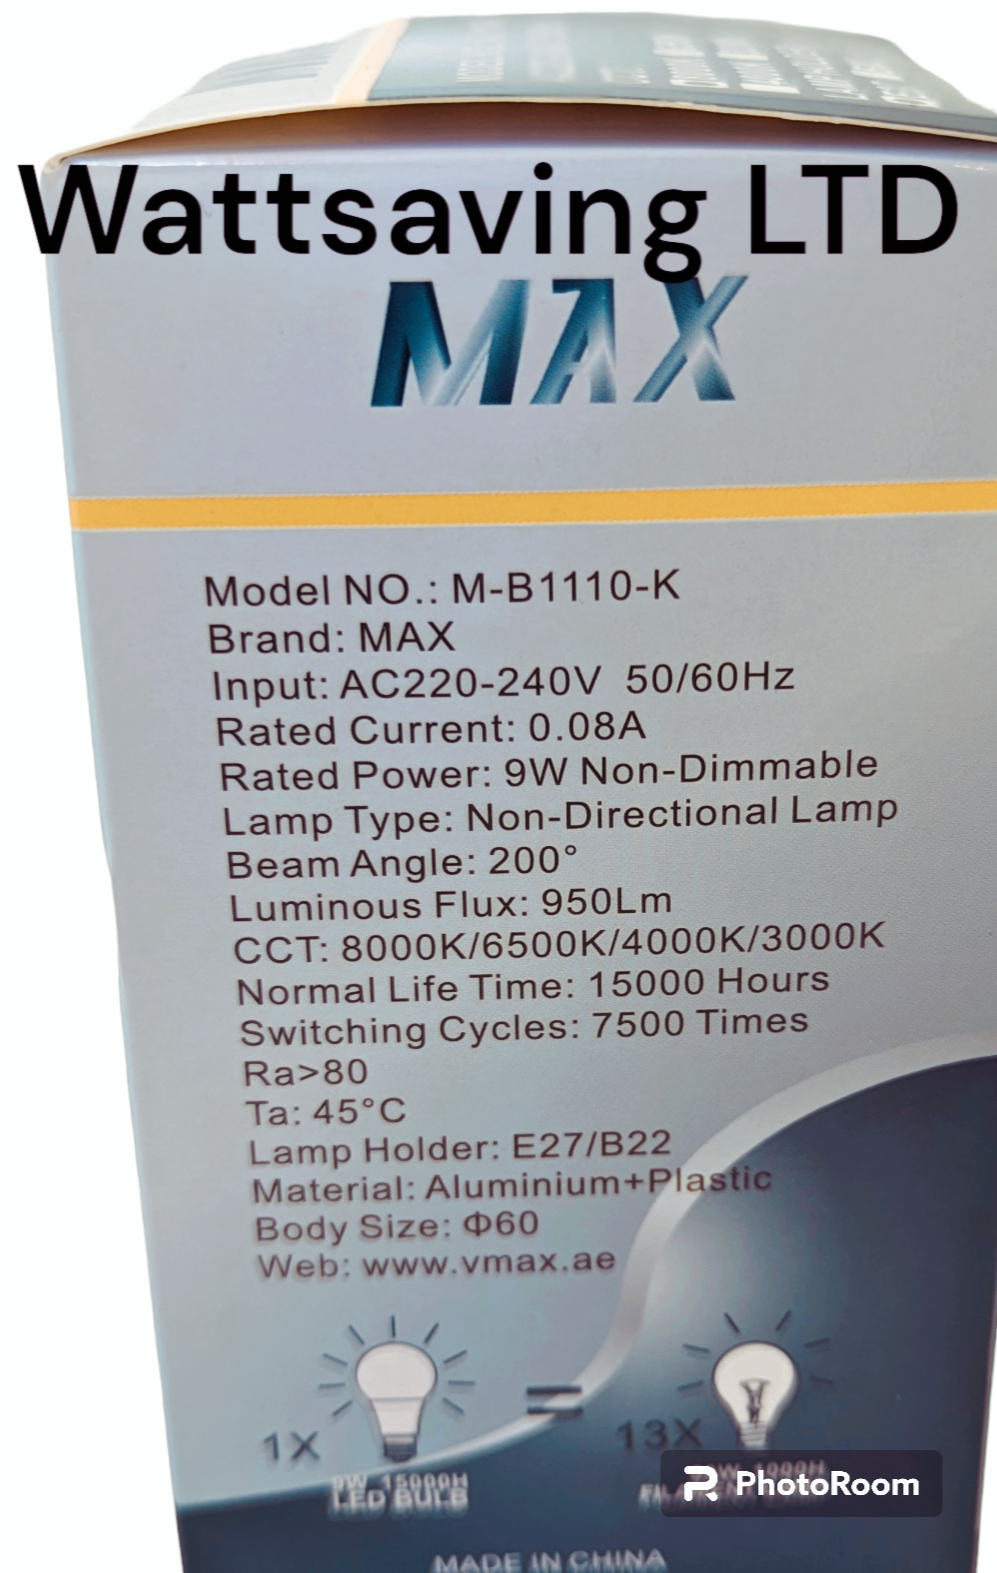 Wattsaving LTD
MAX
Model NO.: M-B1110-K
Brand: MAX
Input: AC220-240V 50/60Hz
Rated Current: 0.08A
Rated Power: 9W Non-Dimmable
Lamp Type: Non-Directional Lamp
Beam Angle: 200°
Luminous Flux: 950Lm
CCT: 8000K/6500K/4000K/3000K
Normal Life Time: 15000 Hours
Switching Cycles: 7500 Times
Ra>80
Ta: 45°C
Lamp Holder: E27/B22
Material: Aluminium+Plastic
Body Size: Φ60
Web: www.vmax.ae
1X
=
13X
9W 15000H
LED BULB
1000H
PhotoRoom
MADE IN CHINA